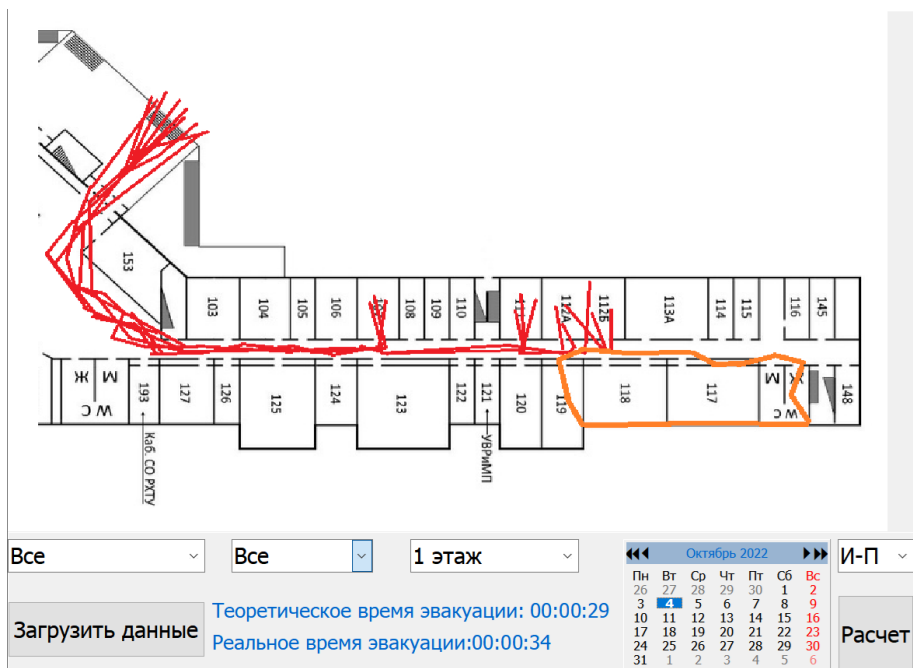 153
103
104
105
106
108
109
110
112А
112Б
113А
114
115
116
145
Ж
М
WC
193
127
126
125
124
123
122
121
120
119
118
117
Ж
М
WC
148
Каб. СО РХТУ
УВРиМП
Все
Все
1 этаж
Октябрь 2022
И-П
Пн Вт Ср Чт Пт Сб Вс
26 27 28 29 30 1 2
3 4 5 6 7 8 9
10 11 12 13 14 15 16
17 18 19 20 21 22 23
24 25 26 27 28 29 30
31 1 2 3 4 5 6
Загрузить данные
Теоретическое время эвакуации: 00:00:29
Реальное время эвакуации:00:00:34
Расчет